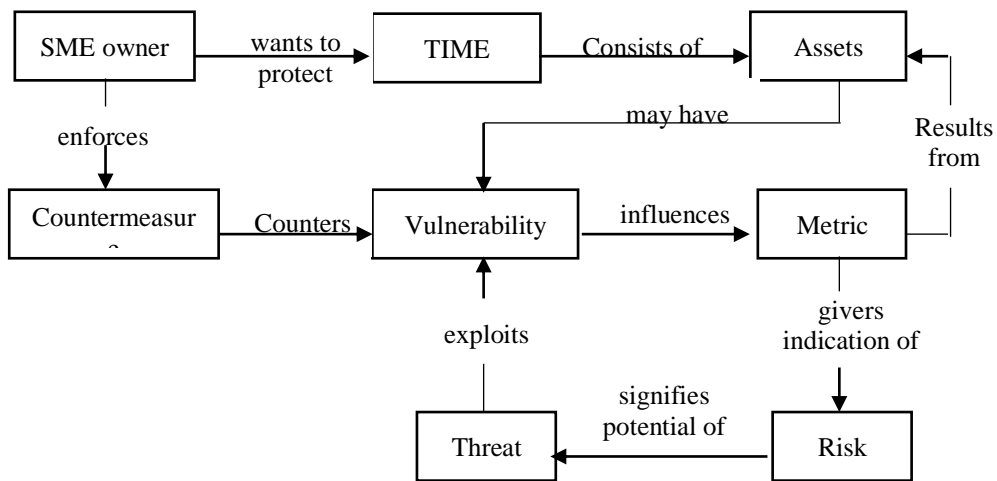 SME owner
wants to
protect
TIME
Consists of
Assets
enforces
may have
Results
from
Countermeasur
Counters
Vulnerability
influences
Metric
exploits
givers
indication of
Threat
signifies
potential of
Risk